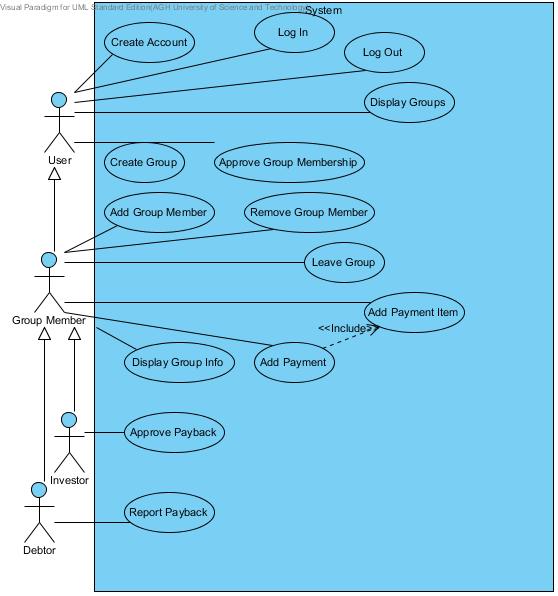 Visual Paradigm for UML Standard Edition(AGH University of Science and Technology)
System
Create Account
Log In
Log Out
Display Groups
User
Create Group
Approve Group Membership
Add Group Member
Remove Group Member
Leave Group
Group Member
Add Payment Item
<<Include>>
Display Group Info
Add Payment
Approve Payback
Investor
Report Payback
Debtor